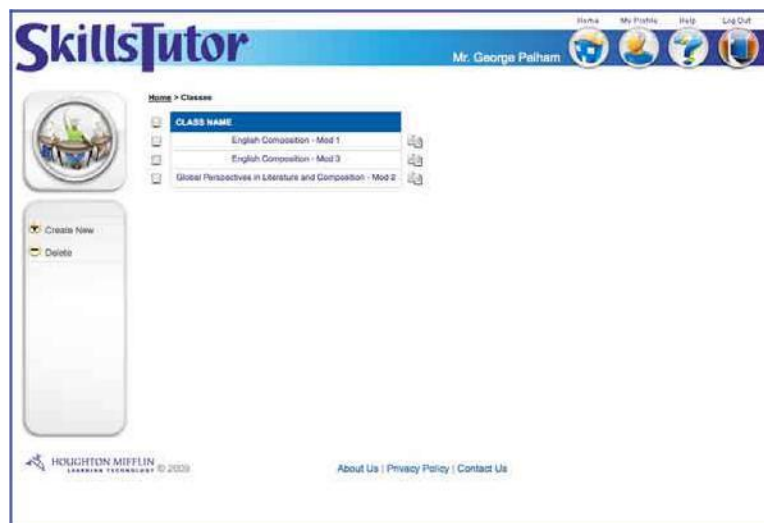 Home My Profile Help Log Out
SkillsTutor
Mr. George Pelham
Home > Classes
CLASS NAME
English Composition - Mod 1
English Composition - Mod 3
Global Perspectives in Literature and Composition - Mod 2
Create New
Delete
HOUGHTON MIFFLIN
LEARNING TECHNOLOGY © 2009
About Us | Privacy Policy | Contact Us